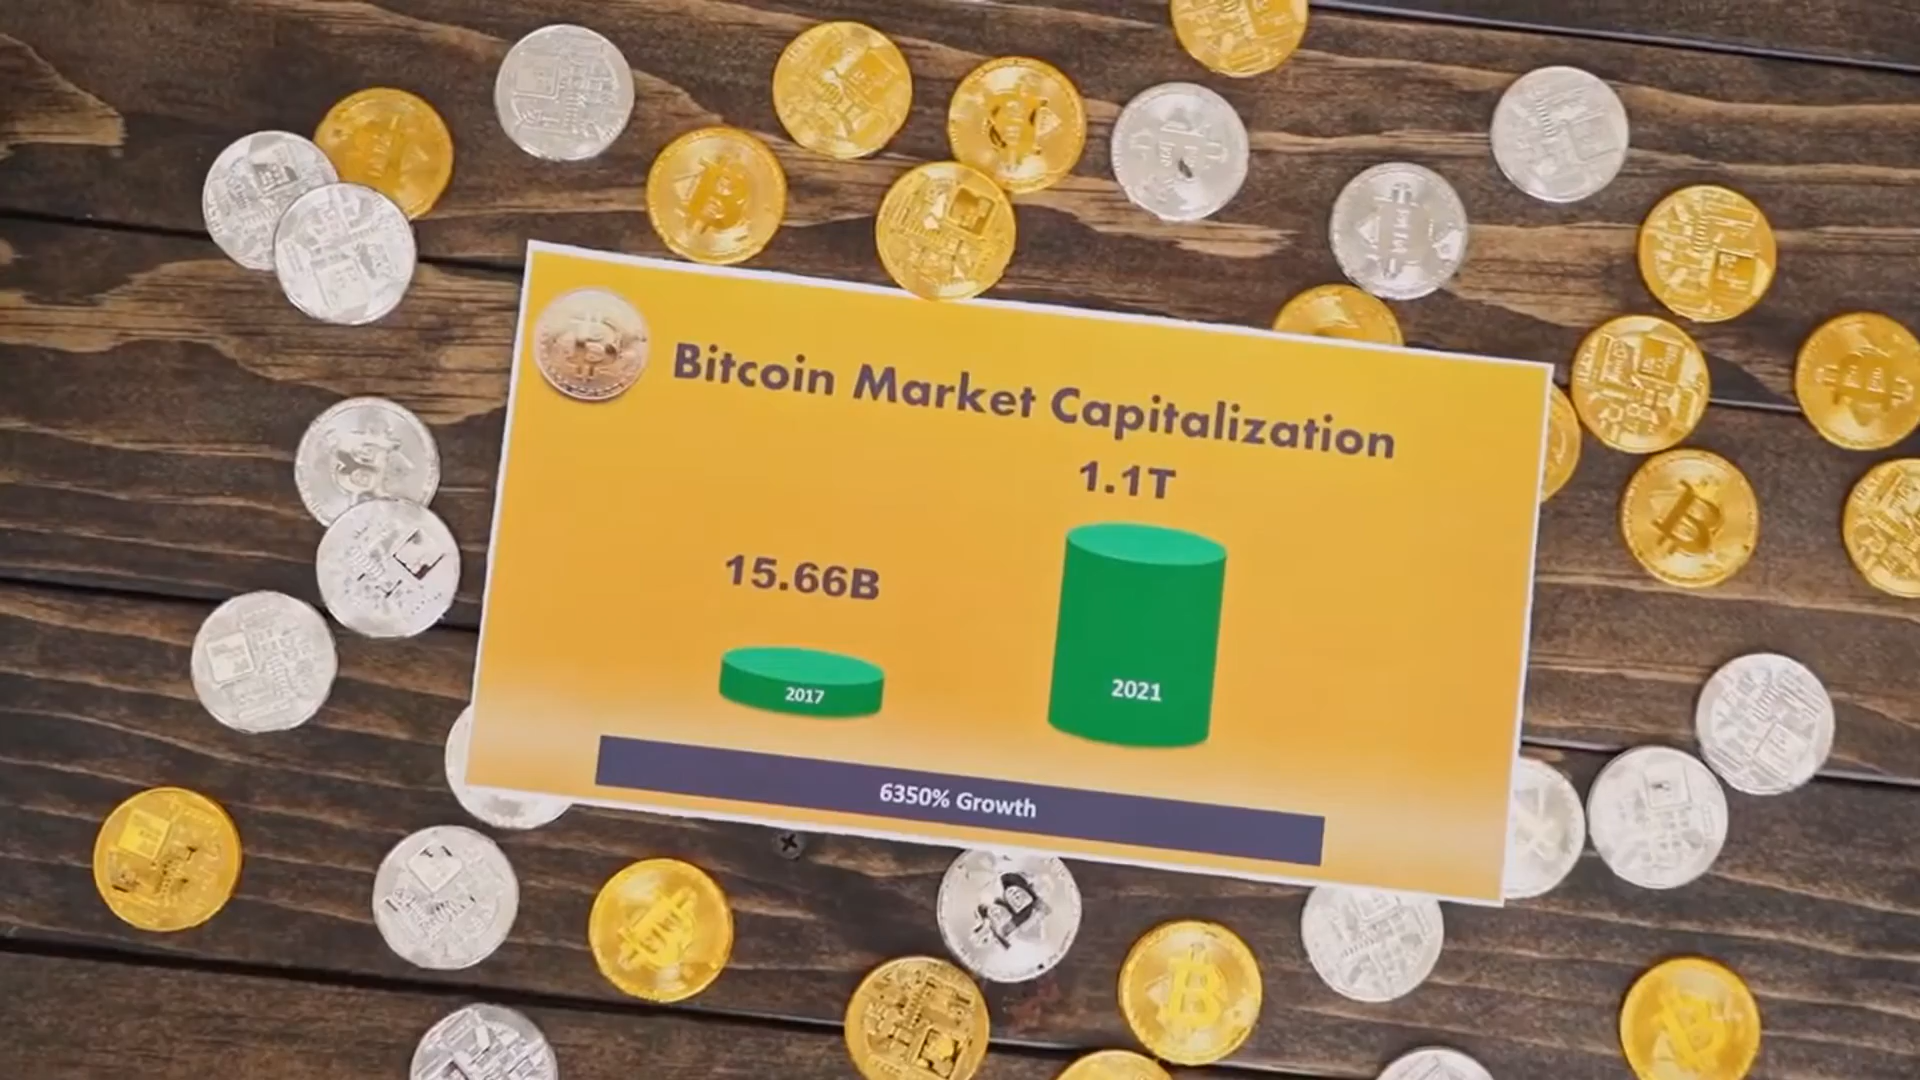 Bitcoin Market Capitalization
1.1T
15.66B
2017
2021
6350% Growth